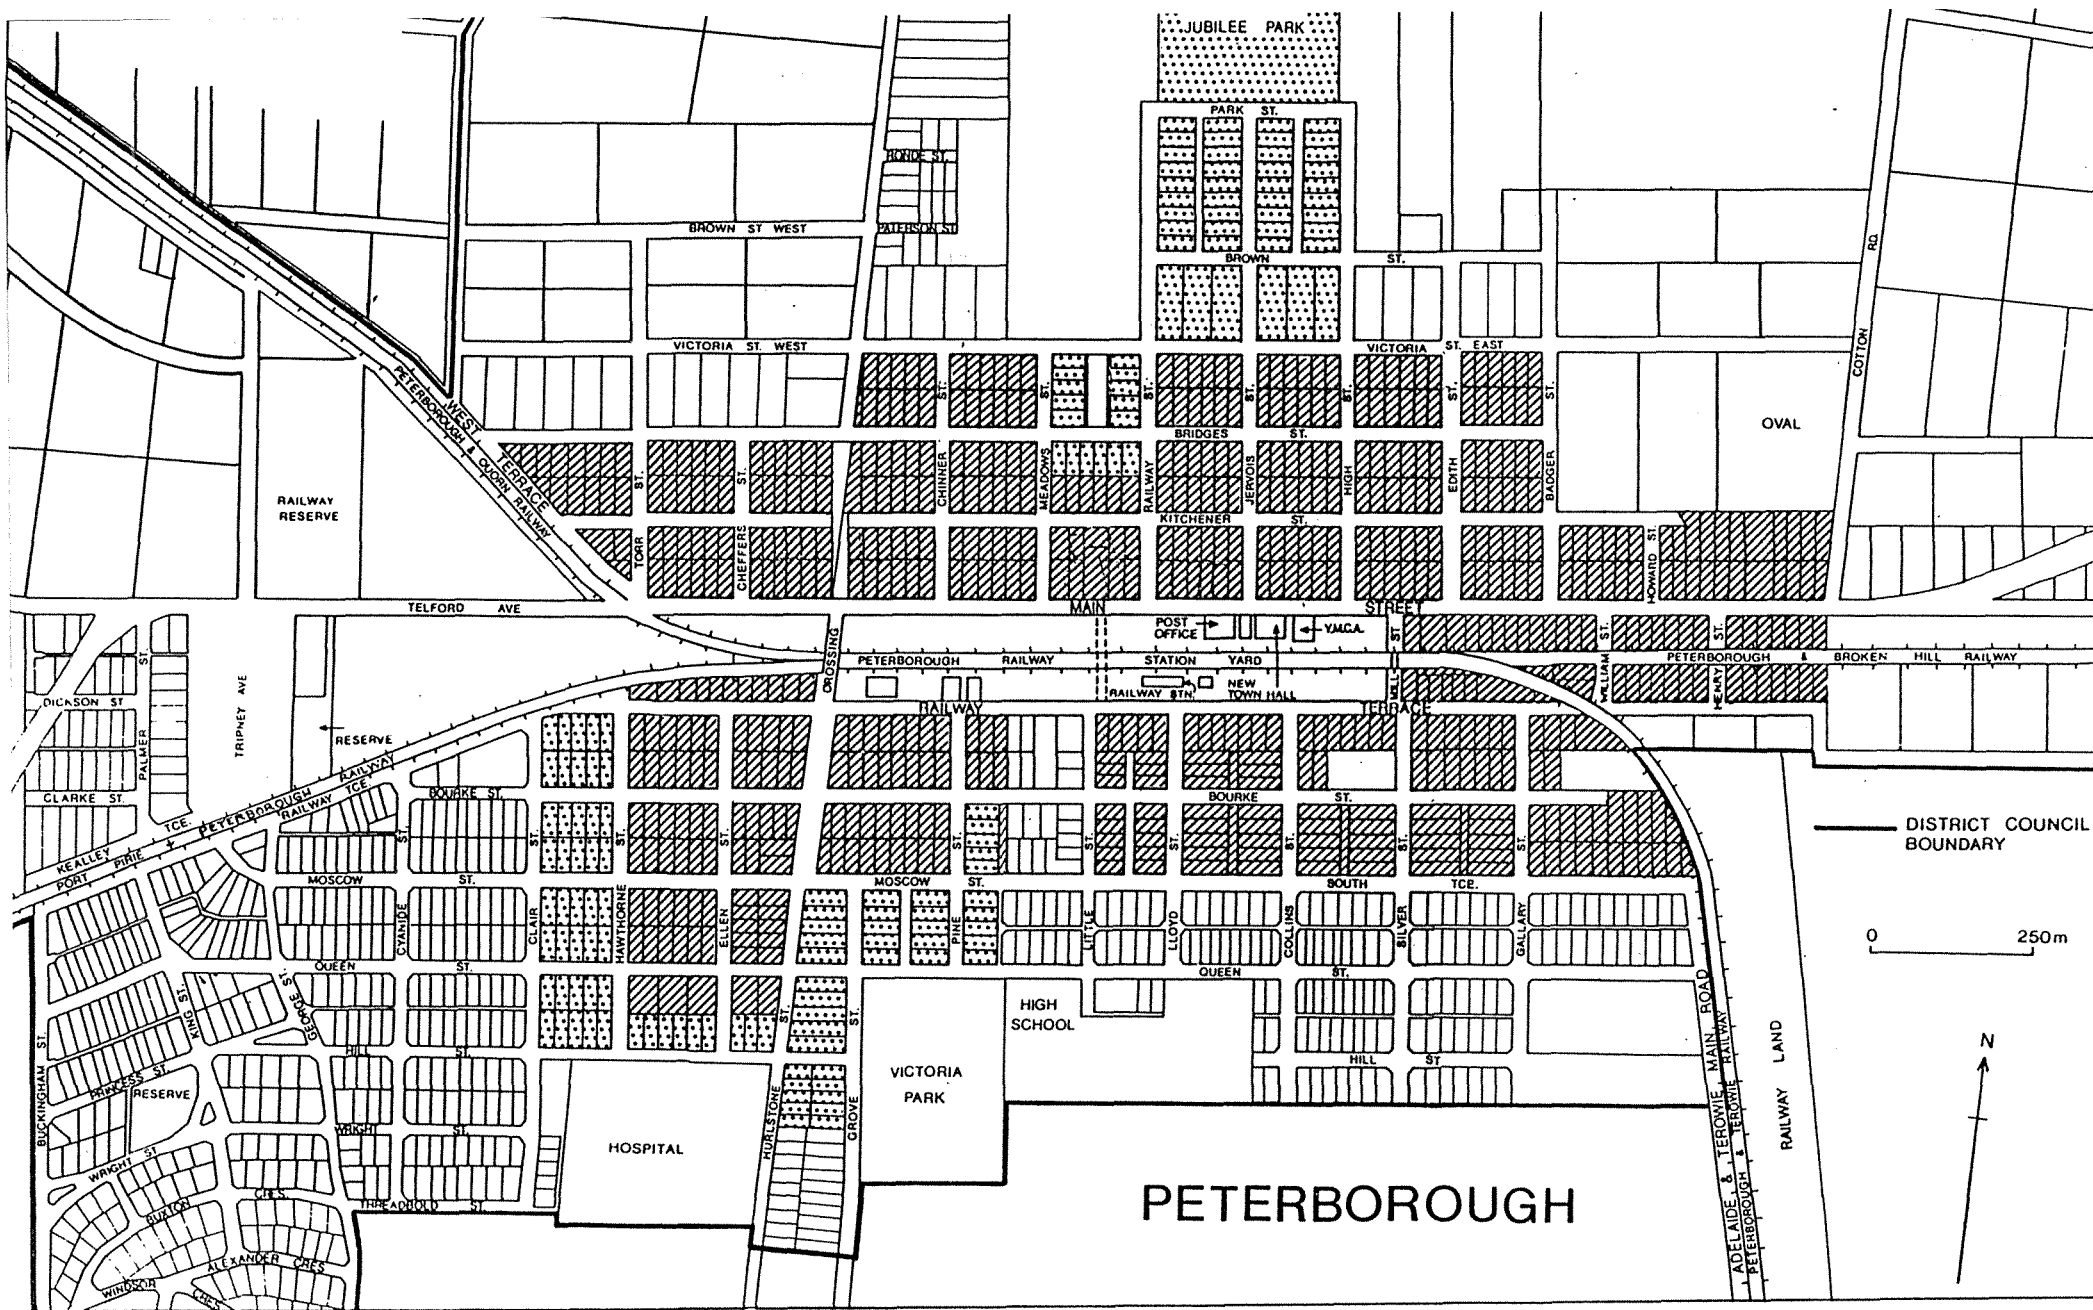 JUBILEE PARK
PARK ST.
RONDE ST.
PATERSON ST
BROWN ST WEST
BROWN ST.
COTTON RD.
VICTORIA ST. WEST
VICTORIA ST. EAST
PETERBOROUGH & QUORN RAILWAY
WEST TERRACE
BRIDGES ST.
OVAL
RAILWAY
RESERVE
TORR ST.
CHEFFERS ST.
CHINNER ST.
MEADOWS ST.
RAILWAY ST.
JERVOIS ST.
HIGH ST.
EDITH ST.
BADGER ST.
KITCHENER ST.
HOWARD ST.
TELFORD AVE
MAIN STREET
POST
OFFICE
Y.M.C.A.
MILL ST
WILLIAM ST.
HENRY ST.
CROSSING
PETERBOROUGH RAILWAY STATION YARD
PETERBOROUGH & BROKEN HILL RAILWAY
RAILWAY STN.
NEW
TOWN HALL
RAILWAY TERRACE
DICKSON ST
PALMER ST.
TRIPNEY AVE
RESERVE
CLARKE ST.
KEALLEY TCE.
PORT PIRIE & PETERBOROUGH RAILWAY
RAILWAY TCE
BOURKE ST.
BOURKE ST.
DISTRICT COUNCIL
BOUNDARY
MOSCOW ST.
MOSCOW ST.
SOUTH TCE.
CYANIDE ST.
CLAIR ST.
HAWTHORNE ST.
ELLEN ST.
PINE ST.
LITTLE ST.
LLOYD ST.
COLLINS ST.
SILVER ST.
GALLARY ST.
0 250m
QUEEN ST.
QUEEN ST.
GEORGE ST.
KING ST.
HIGH
SCHOOL
HILL ST.
HILL ST
N
BUCKINGHAM ST.
PRINCESS ST.
RESERVE
VICTORIA
PARK
HURLSTONE ST.
GROVE ST.
WRIGHT ST.
WRIGHT ST
HOSPITAL
BUXTON CRES.
THREADBOLD ST.
ALEXANDER CRES
WINDSOR CRES.
PETERBOROUGH
ADELAIDE & TEROWIE MAIN ROAD
PETERBOROUGH & TEROWIE RAILWAY
RAILWAY LAND